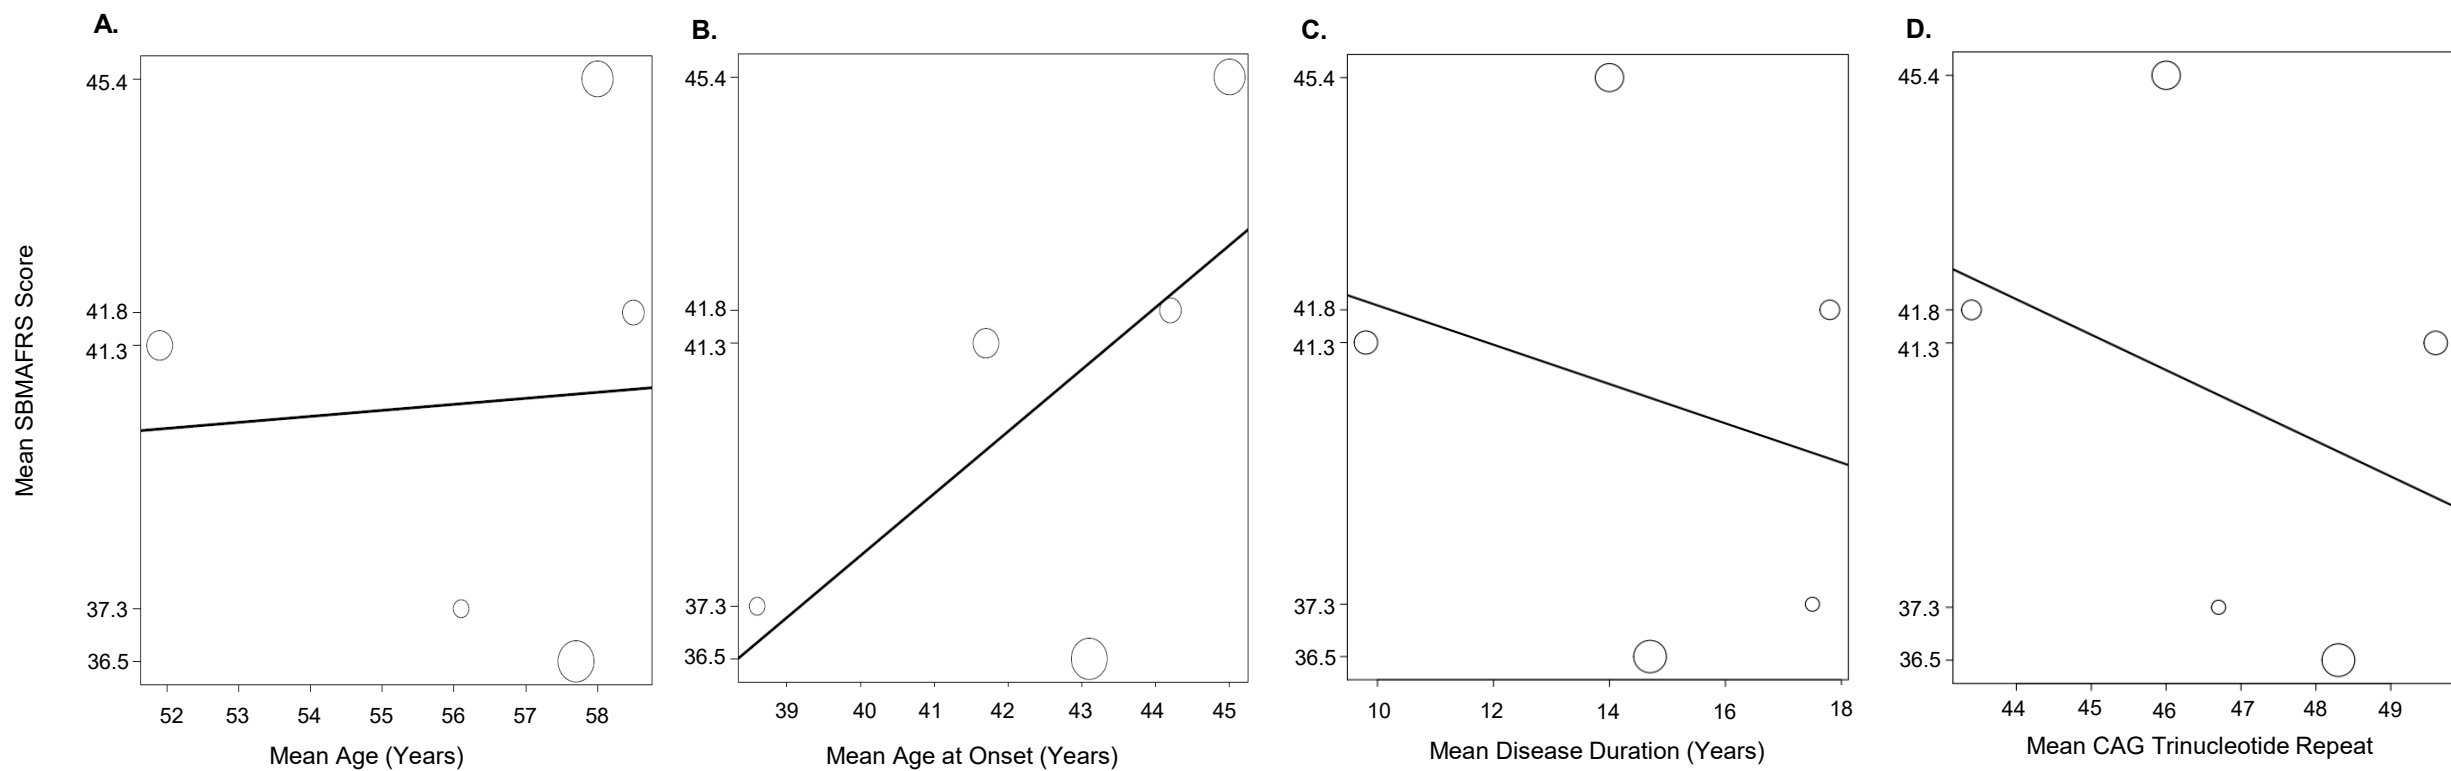 A.
B.
C.
D.
Mean SBMAFRS Score
45.4
41.8
41.3
37.3
36.5
52 53 54 55 56 57 58
Mean Age (Years)
45.4
41.8
41.3
37.3
36.5
39 40 41 42 43 44 45
Mean Age at Onset (Years)
45.4
41.8
41.3
37.3
36.5
10 12 14 16 18
Mean Disease Duration (Years)
45.4
41.8
41.3
37.3
36.5
44 45 46 47 48 49
Mean CAG Trinucleotide Repeat